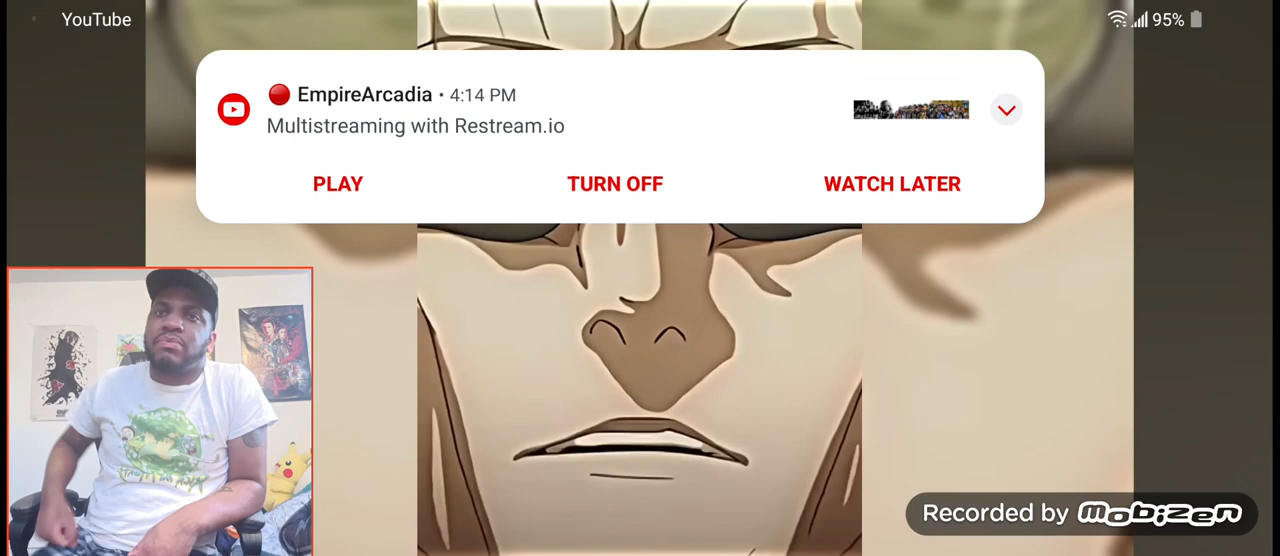 YouTube
95%
EmpireArcadia • 4:14 PM
Multistreaming with Restream.io
PLAY
TURN OFF
WATCH LATER
Recorded by mobizen